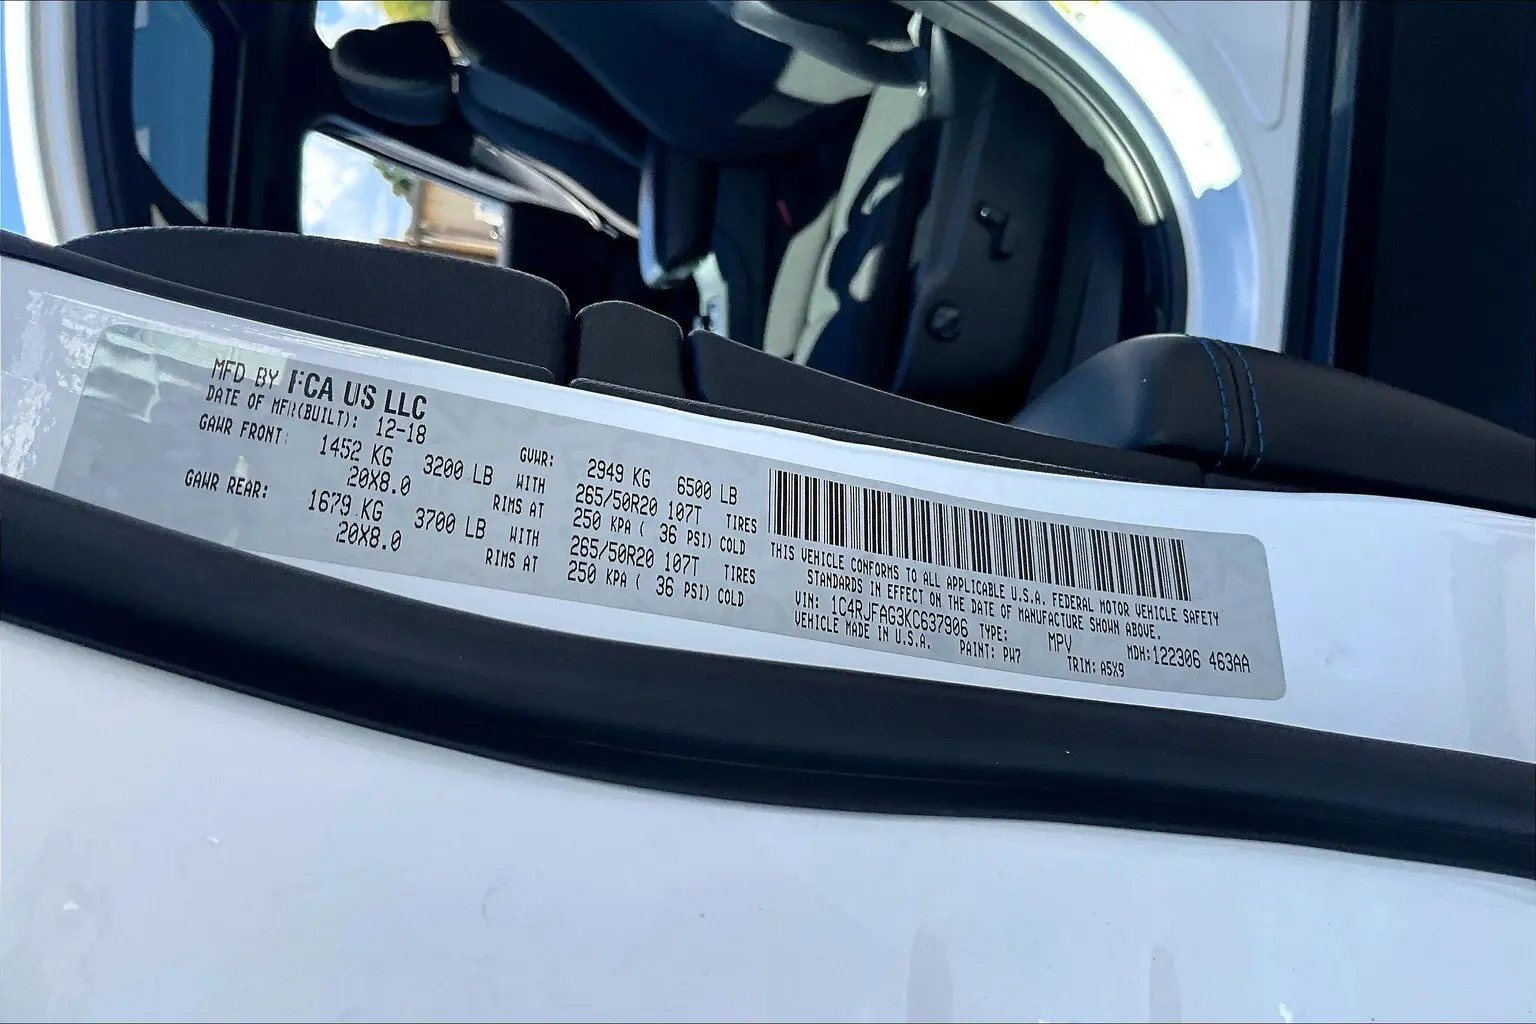 MFD BY FCA US LLC
DATE OF MFR(BUILT): 12-18 GVWR: 2949 KG 6500 LB
GAWR FRONT: 1452 KG 3200 LB WITH 265/50R20 107T TIRES
20X8.0 RIMS AT 250 KPA ( 36 PSI) COLD
GAWR REAR: 1679 KG 3700 LB WITH 265/50R20 107T TIRES
20X8.0 RIMS AT 250 KPA ( 36 PSI) COLD
THIS VEHICLE CONFORMS TO ALL APPLICABLE U.S.A. FEDERAL MOTOR VEHICLE SAFETY
STANDARDS IN EFFECT ON THE DATE OF MANUFACTURE SHOWN ABOVE.
VIN: 1C4RJFAG3KC637906 TYPE: MPV MDH:122306 463AA
VEHICLE MADE IN U.S.A. PAINT: PW7 TRIM: A5X9